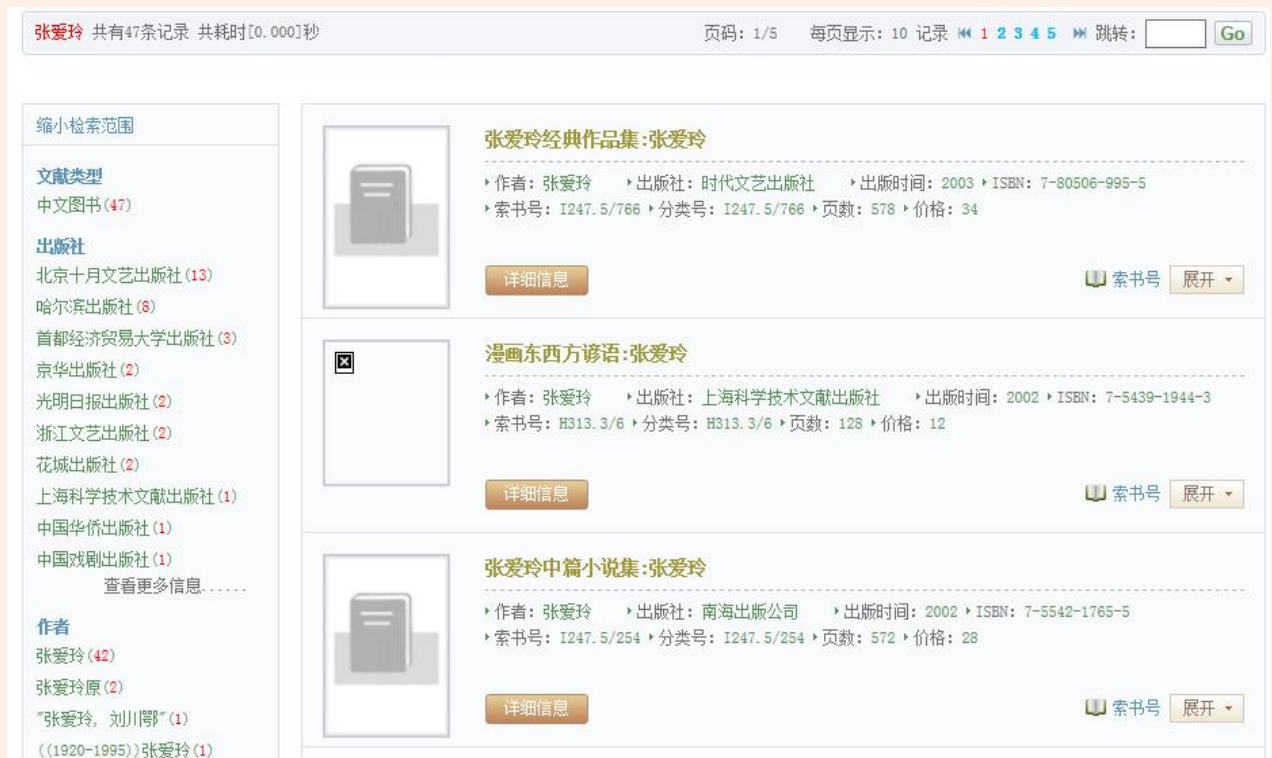 张爱玲 共有47条记录 共耗时[0.000]秒
页码: 1/5 每页显示: 10 记录 1 2 3 4 5 跳转: Go
缩小检索范围
文献类型
中文图书(47)
出版社
北京十月文艺出版社(13)
哈尔滨出版社(8)
首都经济贸易大学出版社(3)
京华出版社(2)
光明日报出版社(2)
浙江文艺出版社(2)
花城出版社(2)
上海科学技术文献出版社(1)
中国华侨出版社(1)
中国戏剧出版社(1)
查看更多信息......
作者
张爱玲(42)
张爱玲原(2)
"张爱玲, 刘川鄂"(1)
((1920-1995))张爱玲(1)
张爱玲经典作品集:张爱玲
作者: 张爱玲 出版社: 时代文艺出版社 出版时间: 2003 ISBN: 7-80506-995-5
索书号: I247.5/766 分类号: I247.5/766 页数: 578 价格: 34
详细信息 索书号 展开
漫画东西方谚语:张爱玲
作者: 张爱玲 出版社: 上海科学技术文献出版社 出版时间: 2002 ISBN: 7-5439-1944-3
索书号: H313.3/6 分类号: H313.3/6 页数: 128 价格: 12
详细信息 索书号 展开
张爱玲中篇小说集:张爱玲
作者: 张爱玲 出版社: 南海出版公司 出版时间: 2002 ISBN: 7-5542-1765-5
索书号: I247.5/254 分类号: I247.5/254 页数: 572 价格: 28
详细信息 索书号 展开